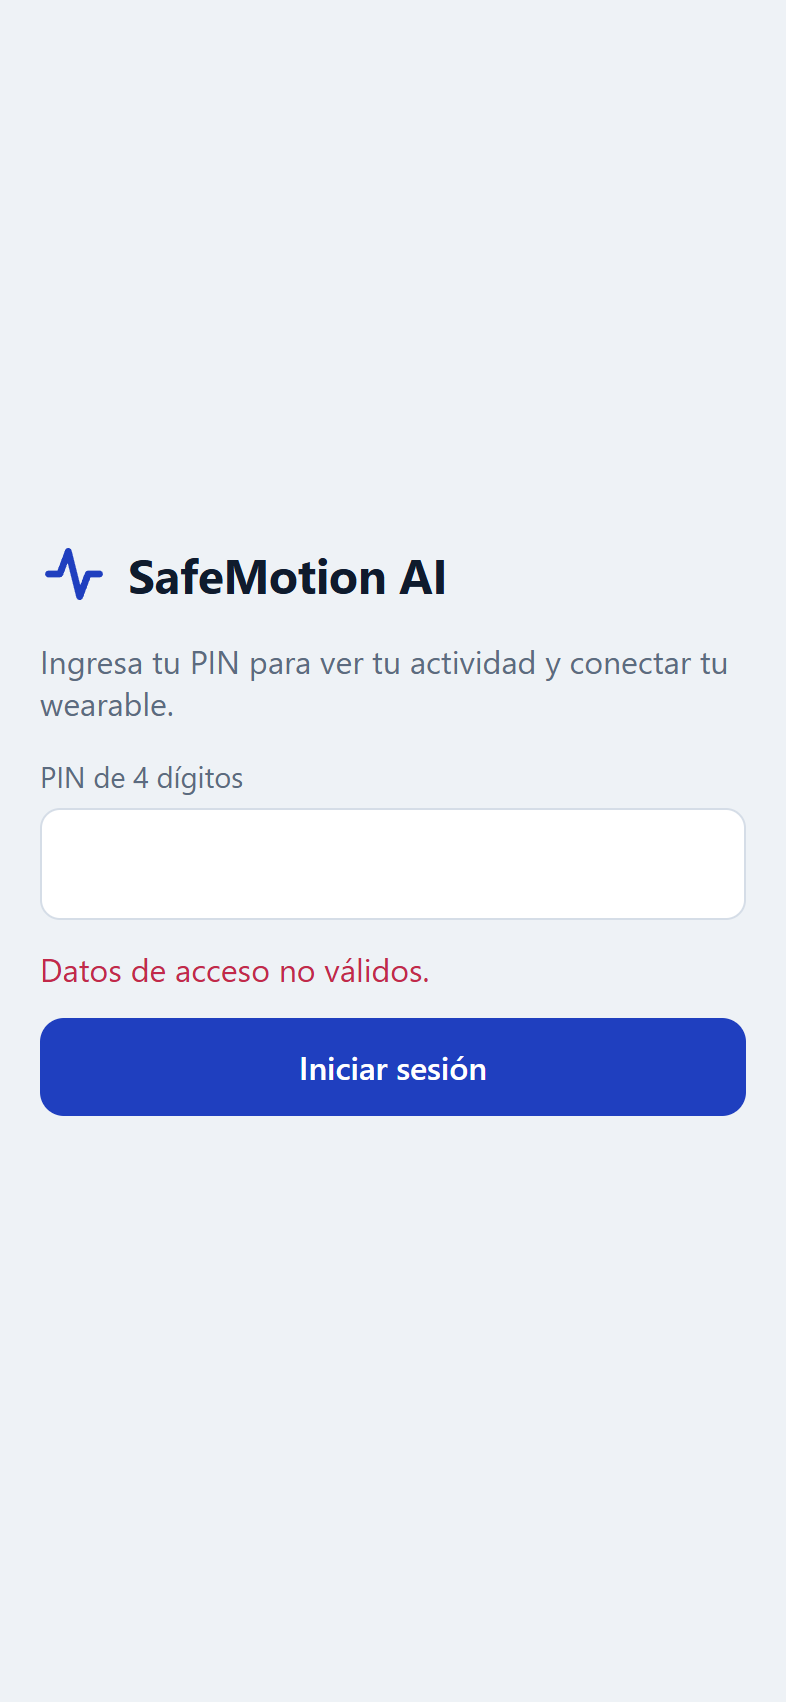 SafeMotion AI
Ingresa tu PIN para ver tu actividad y conectar tu
wearable.
PIN de 4 dígitos
Datos de acceso no válidos.
Iniciar sesión